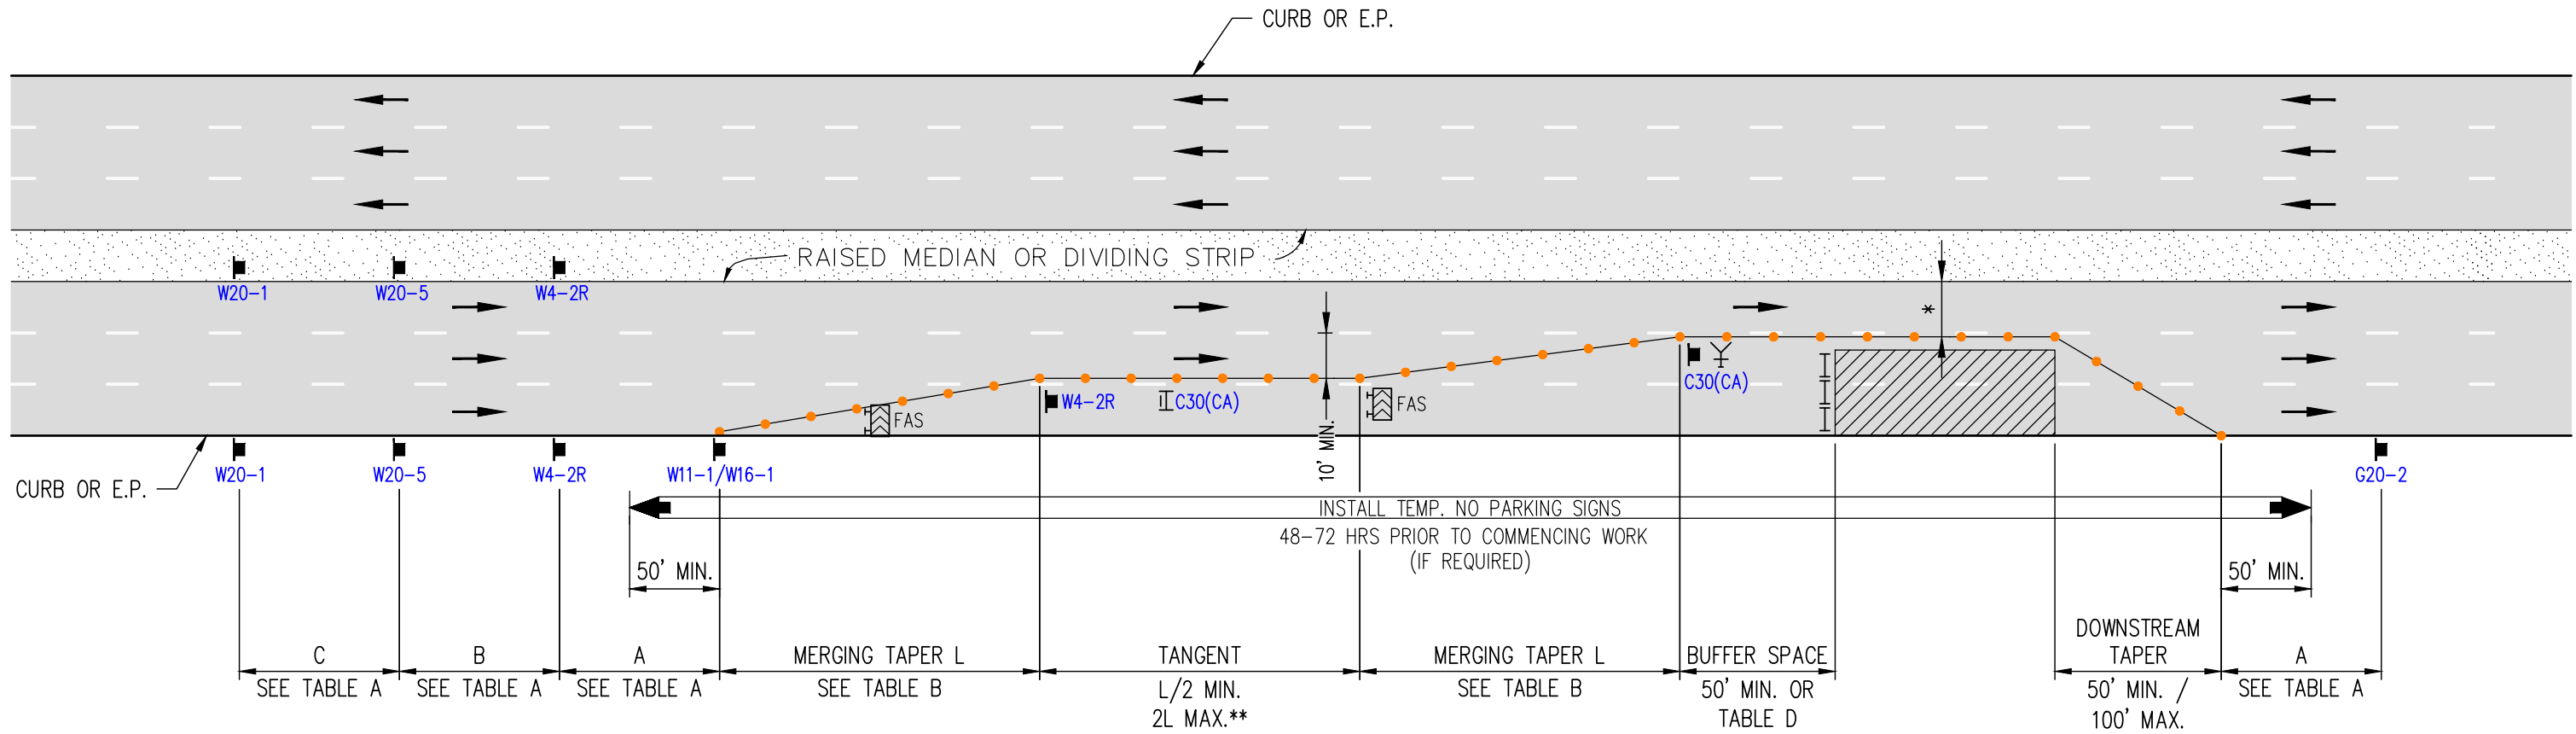 CURB OR E.P.
RAISED MEDIAN OR DIVIDING STRIP
W20-1
W20-5
W4-2R
*
C30(CA)
W4-2R
C30(CA)
FAS
FAS
10' MIN.
CURB OR E.P.
W20-1
W20-5
W4-2R
W11-1/W16-1
G20-2
INSTALL TEMP. NO PARKING SIGNS
48-72 HRS PRIOR TO COMMENCING WORK
(IF REQUIRED)
50' MIN.
50' MIN.
C
SEE TABLE A
B
SEE TABLE A
A
SEE TABLE A
MERGING TAPER L
SEE TABLE B
TANGENT
L/2 MIN.
2L MAX.**
MERGING TAPER L
SEE TABLE B
BUFFER SPACE
50' MIN. OR
TABLE D
DOWNSTREAM
TAPER
50' MIN. /
100' MAX.
A
SEE TABLE A